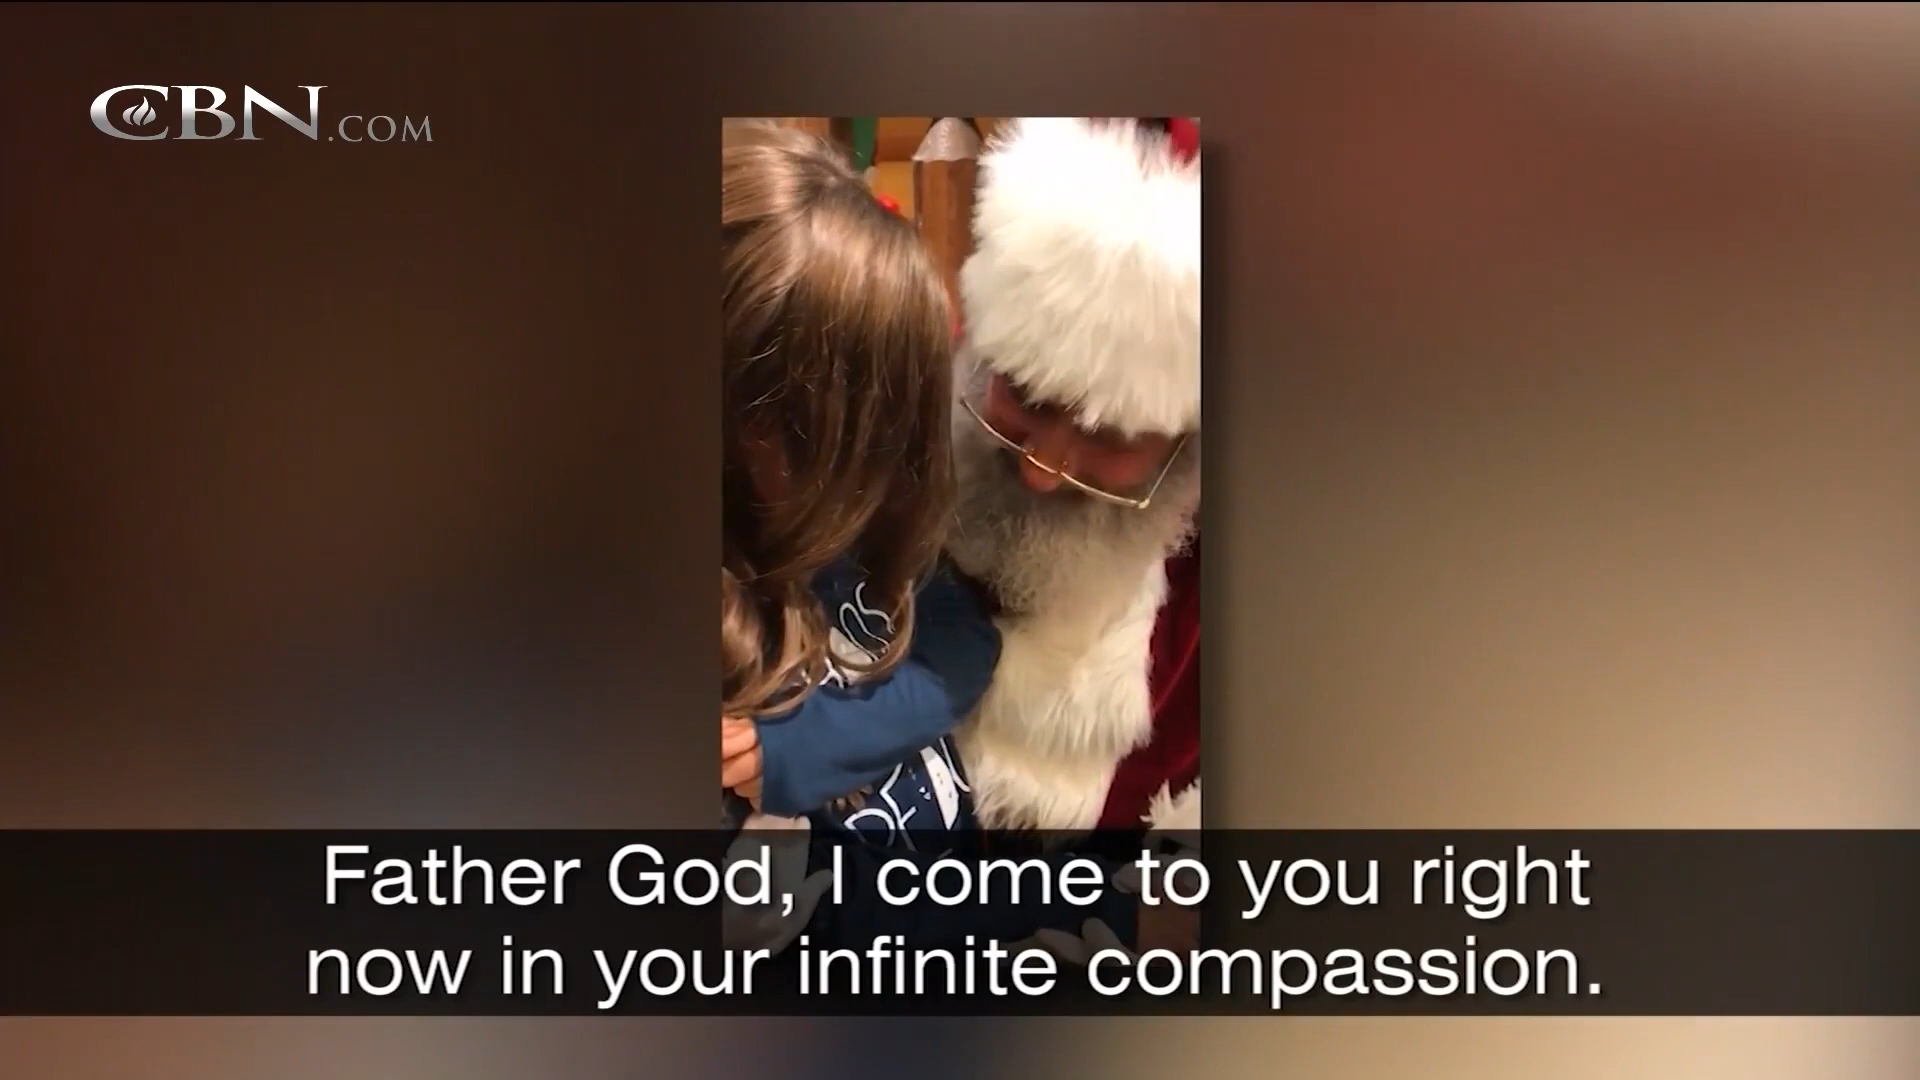 CBN.COM
Father God, I come to you right
now in your infinite compassion.